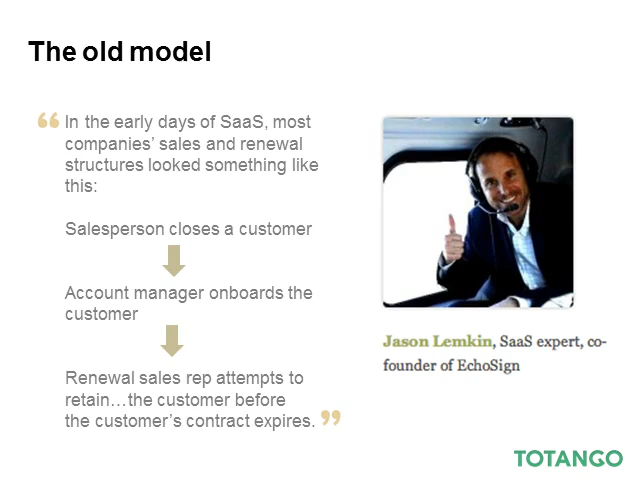 The old model
“ In the early days of SaaS, most
companies’ sales and renewal
structures looked something like
this:
Salesperson closes a customer
Account manager onboards the
customer
Renewal sales rep attempts to
retain…the customer before
the customer’s contract expires. ”
Jason Lemkin, SaaS expert, co-
founder of EchoSign
TOTANGO